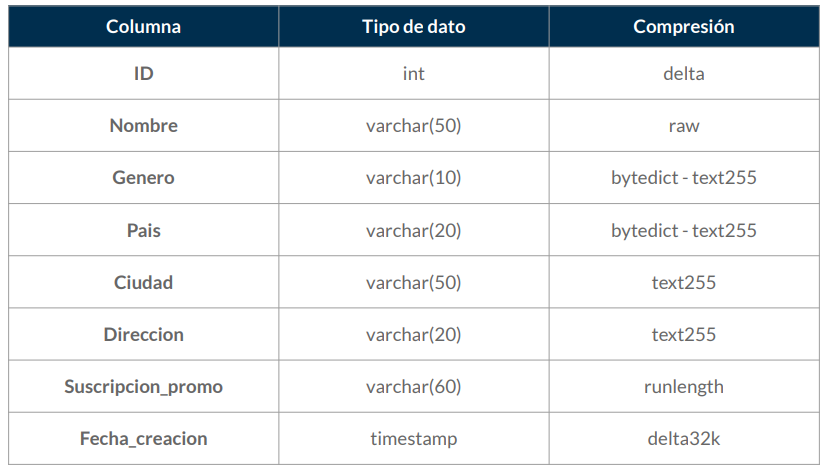 Columna Tipo de dato Compresión
ID int delta
Nombre varchar(50) raw
Genero varchar(10) bytedict - text255
Pais varchar(20) bytedict - text255
Ciudad varchar(50) text255
Direccion varchar(20) text255
Suscripcion_promo varchar(60) runlength
Fecha_creacion timestamp delta32k